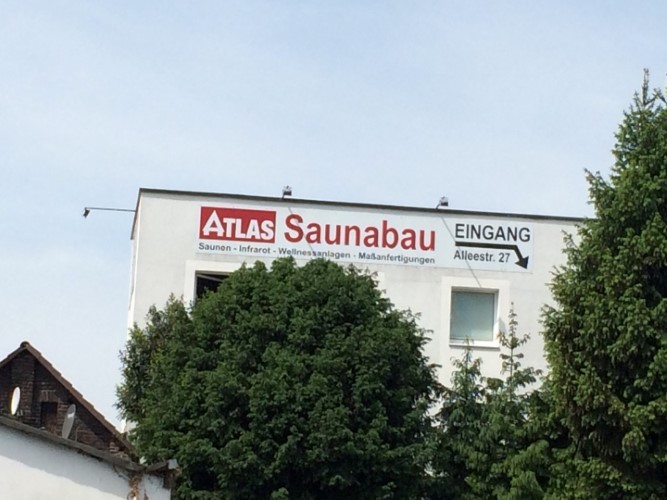 ATLAS Saunabau
Saunen - Infrarot - Wellnessanlagen - Maßanfertigungen
EINGANG
Alleestr. 27